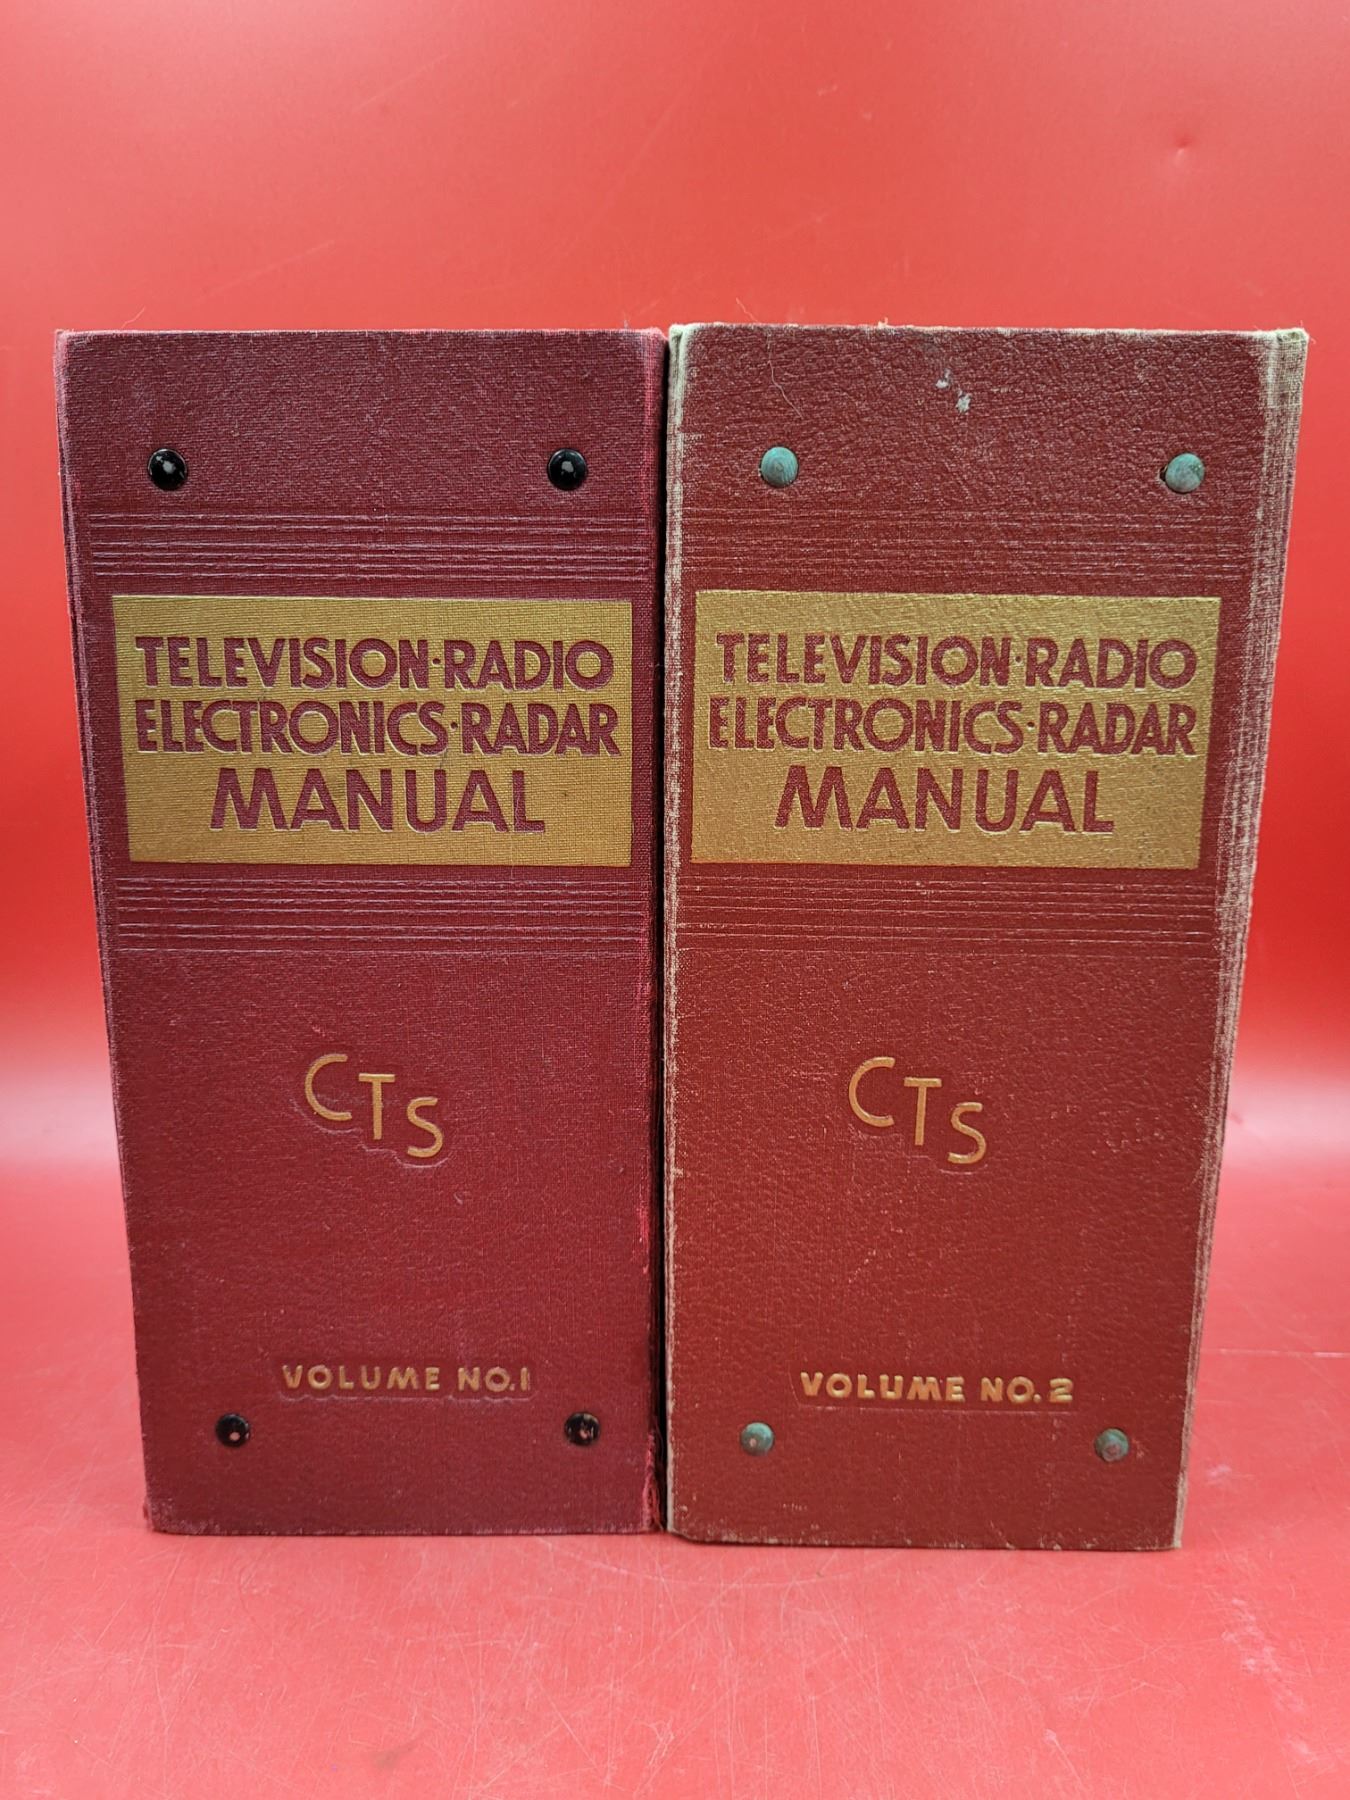 TELEVISION·RADIO
ELECTRONICS·RADAR
MANUAL
CTS
VOLUME NO.1
TELEVISION·RADIO
ELECTRONICS·RADAR
MANUAL
CTS
VOLUME NO.2